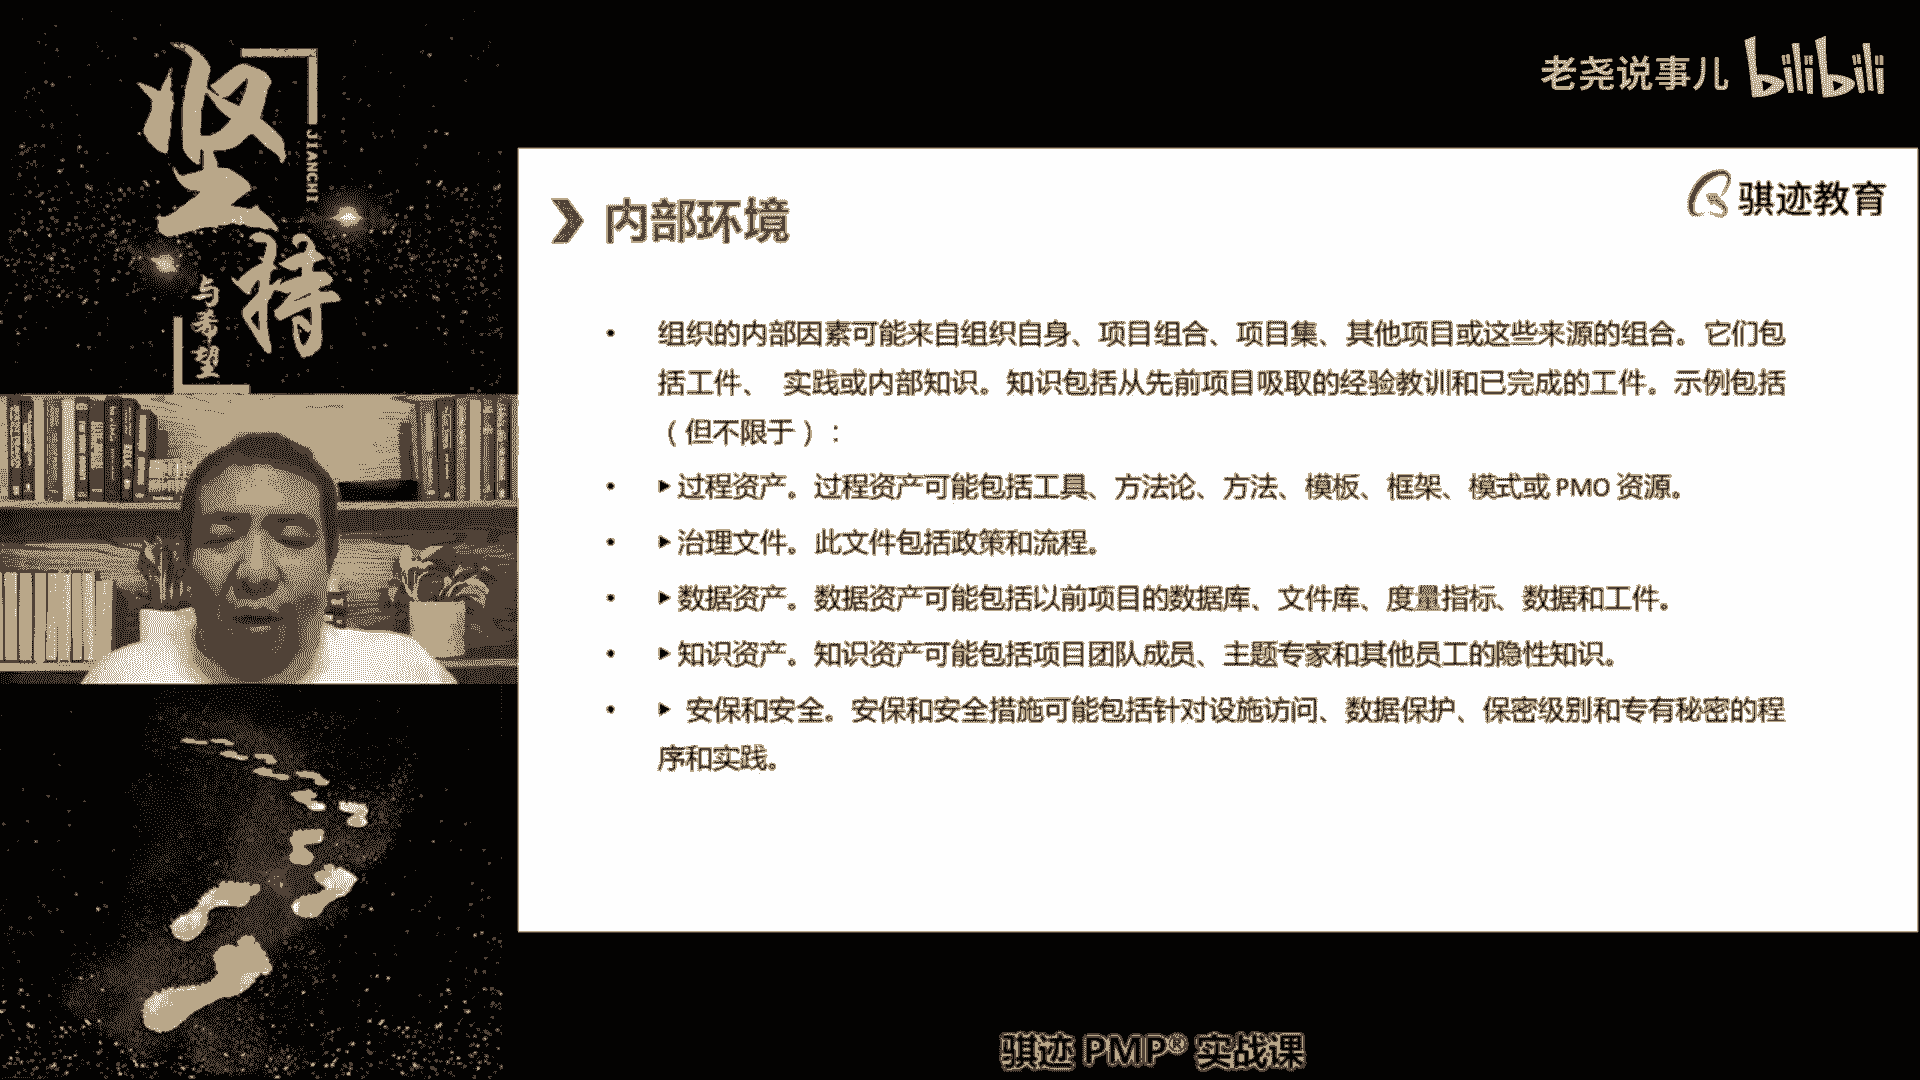 坚持
JIANCHI
与希望
老尧说事儿 bilibili
骐迹教育
内部环境
• 组织的内部因素可能来自组织自身、项目组合、项目集、其他项目或这些来源的组合。它们包
括工件、 实践或内部知识。知识包括从先前项目吸取的经验教训和已完成的工件。示例包括
（但不限于）：
• ▶过程资产。过程资产可能包括工具、方法论、方法、模板、框架、模式或 PMO 资源。
• ▶治理文件。此文件包括政策和流程。
• ▶数据资产。数据资产可能包括以前项目的数据库、文件库、度量指标、数据和工件。
• ▶知识资产。知识资产可能包括项目团队成员、主题专家和其他员工的隐性知识。
• ▶ 安保和安全。安保和安全措施可能包括针对设施访问、数据保护、保密级别和专有秘密的程
序和实践。
骐迹 PMP® 实战课